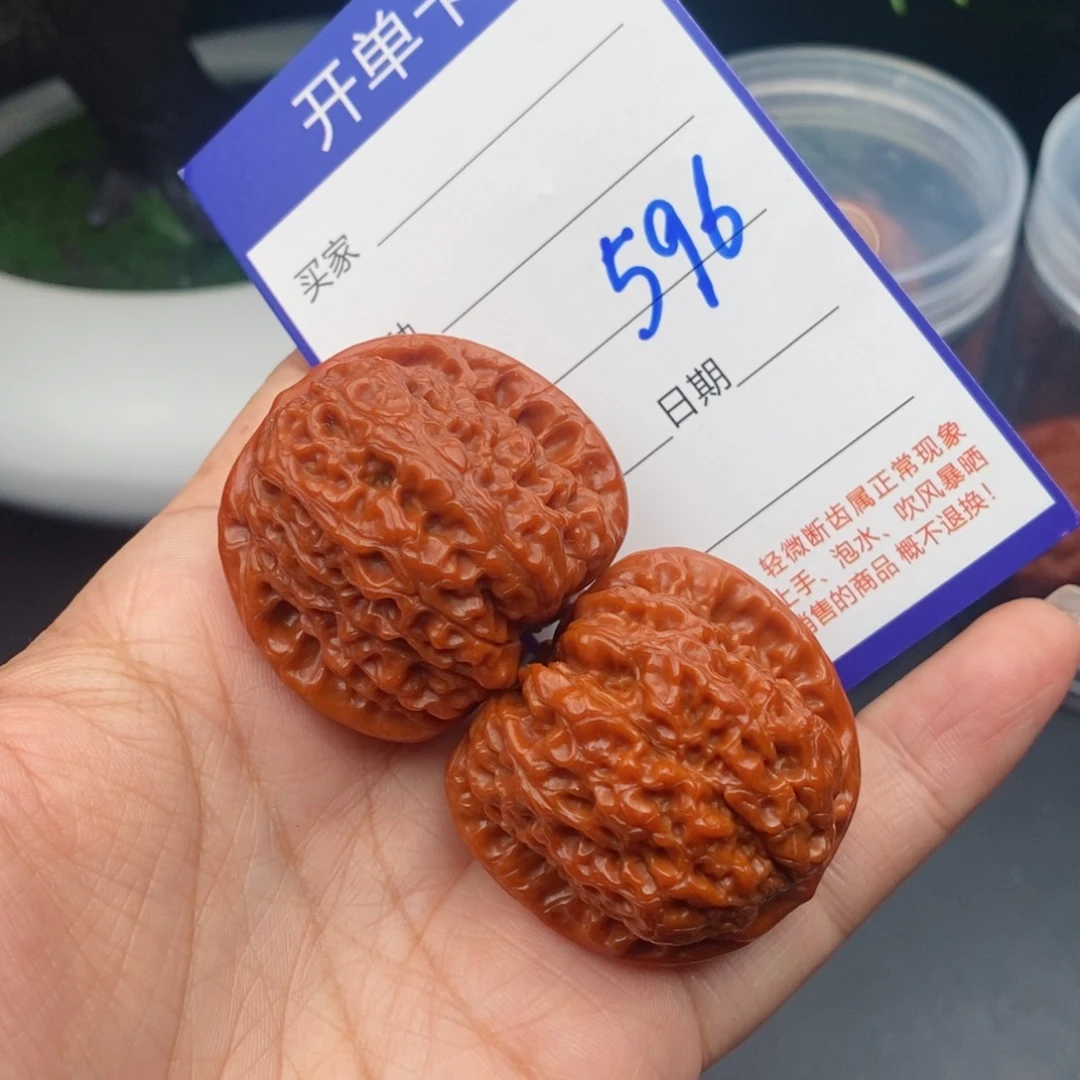 开单卡
买家
596
日期
轻微断齿属正常现象
上手、泡水、吹风暴晒
销售的商品 概不退换!